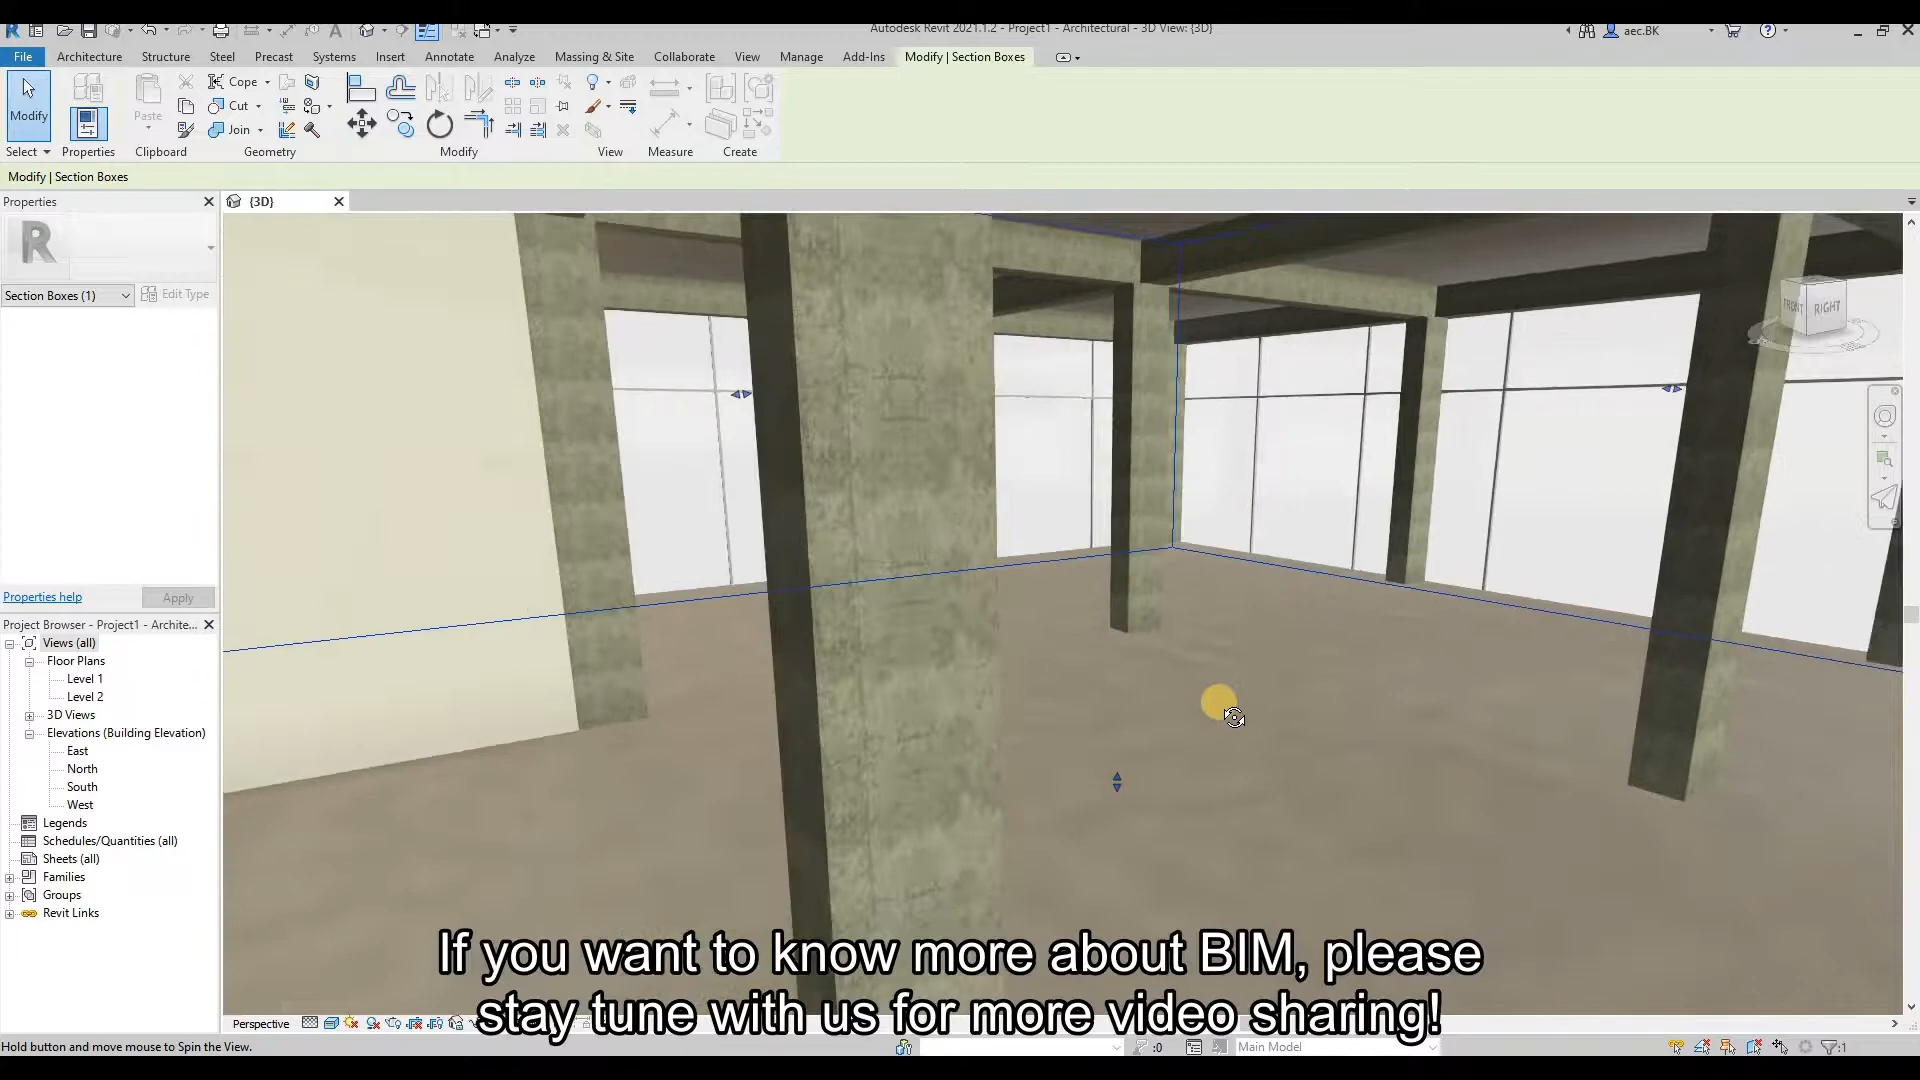 Autodesk Revit 2021.1.2 - Project1 - Architectural - 3D View: {3D}
aec.BK
File Architecture Structure Steel Precast Systems Insert Annotate Analyze Massing & Site Collaborate View Manage Add-Ins Modify | Section Boxes
Modify
Paste
Cope
Cut
Join
Select Properties Clipboard Geometry Modify View Measure Create
Modify | Section Boxes
Properties
{3D}
R
Section Boxes (1)
Edit Type
FRONT
RIGHT
Properties help
Apply
Project Browser - Project1 - Archite...
Views (all)
Floor Plans
Level 1
Level 2
3D Views
Elevations (Building Elevation)
East
North
South
West
Legends
Schedules/Quantities (all)
Sheets (all)
Families
Groups
Revit Links
If you want to know more about BIM, please
stay tune with us for more video sharing!
Perspective
Hold button and move mouse to Spin the View.
:0
Main Model
:1